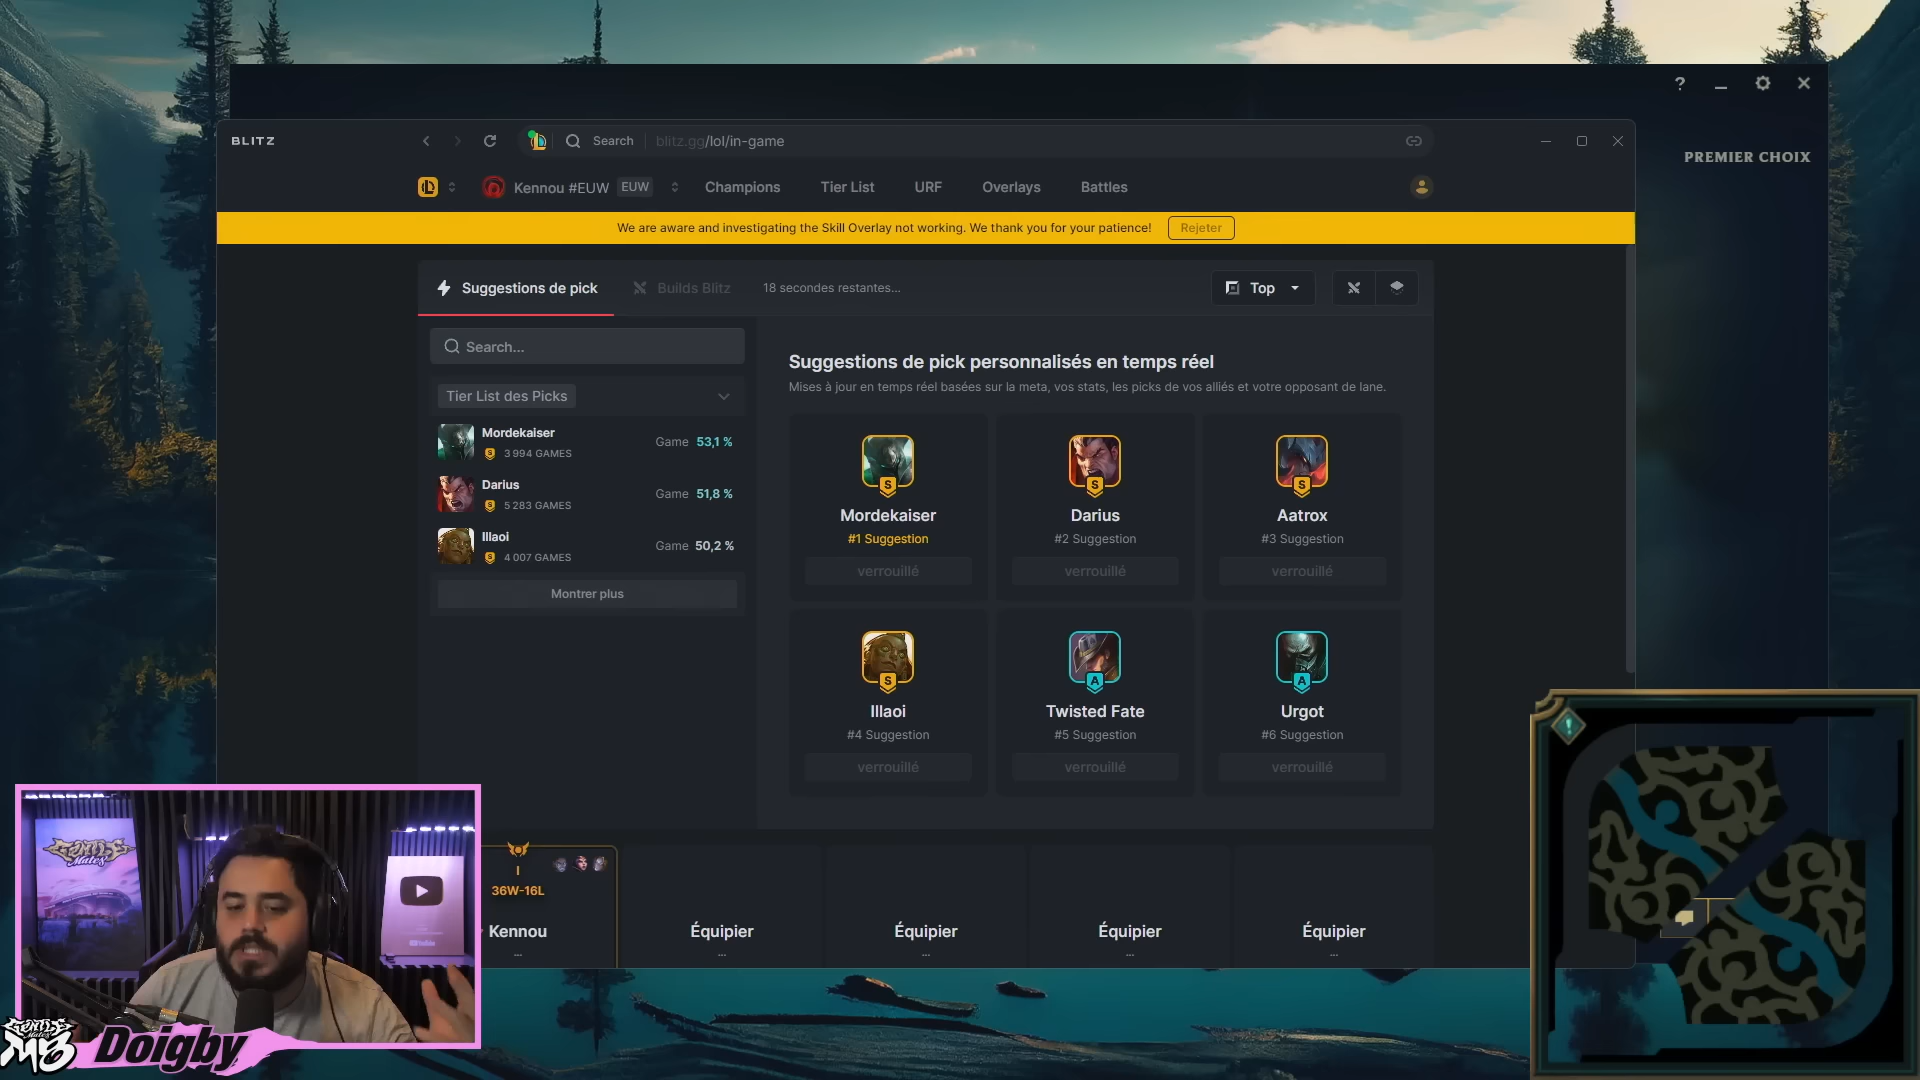 PREMIER CHOIX
BLITZ
Search
blitz.gg/lol/in-game
Kennou #EUW
EUW
Champions
Tier List
URF
Overlays
Battles
We are aware and investigating the Skill Overlay not working. We thank you for your patience!
Rejeter
Suggestions de pick
Builds Blitz
18 secondes restantes...
Top
Search...
Tier List des Picks
Mordekaiser
3 994 GAMES
Game 53,1 %
Darius
5 283 GAMES
Game 51,8 %
Illaoi
4 007 GAMES
Game 50,2 %
Montrer plus
Suggestions de pick personnalisés en temps réel
Mises à jour en temps réel basées sur la meta, vos stats, les picks de vos alliés et votre opposant de lane.
S
Mordekaiser
#1 Suggestion
verrouillé
S
Darius
#2 Suggestion
verrouillé
S
Aatrox
#3 Suggestion
verrouillé
S
Illaoi
#4 Suggestion
verrouillé
A
Twisted Fate
#5 Suggestion
verrouillé
A
Urgot
#6 Suggestion
verrouillé
I
36W-16L
Kennou
...
Équipier
...
Équipier
...
Équipier
...
Équipier
...
GENTLE
Mates
YouTube
GENTLE
Mates
M8
Doigby